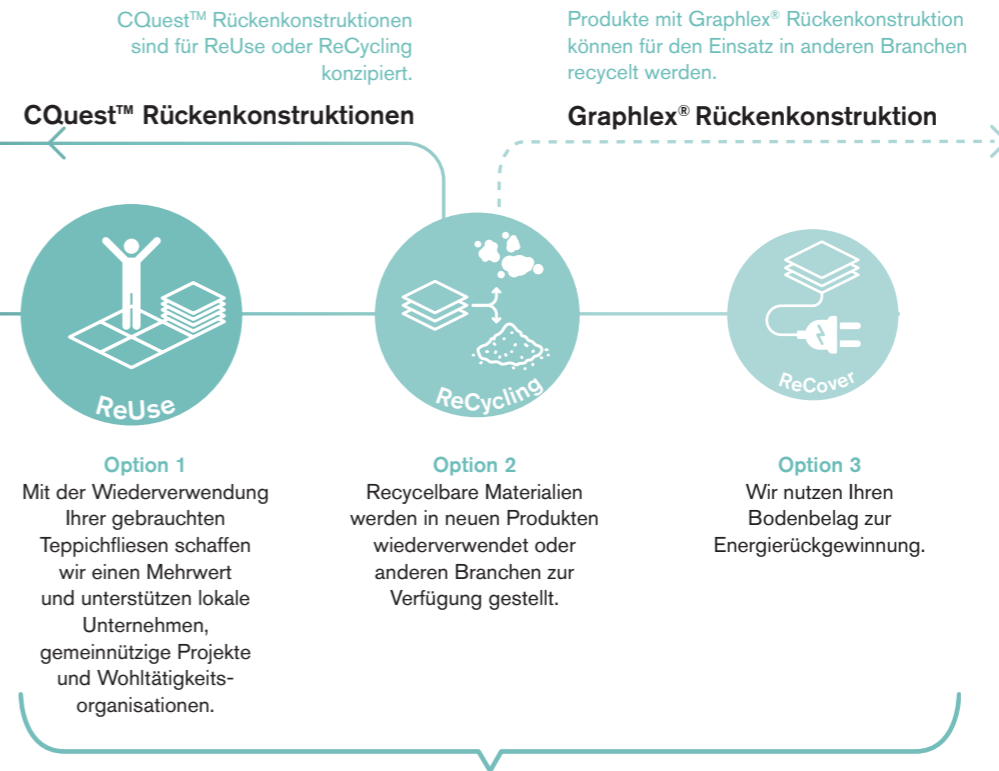 CQuest™ Rückenkonstruktionen
sind für ReUse oder ReCycling
konzipiert.
Produkte mit Graphlex® Rückenkonstruktion
können für den Einsatz in anderen Branchen
recycelt werden.
CQuest™ Rückenkonstruktionen
Graphlex® Rückenkonstruktion
ReUse
ReCycling
ReCover
Option 1
Mit der Wiederverwendung
Ihrer gebrauchten
Teppichfliesen schaffen
wir einen Mehrwert
und unterstützen lokale
Unternehmen,
gemeinnützige Projekte
und Wohltätigkeits-
organisationen.
Option 2
Recycelbare Materialien
werden in neuen Produkten
wiederverwendet oder
anderen Branchen zur
Verfügung gestellt.
Option 3
Wir nutzen Ihren
Bodenbelag zur
Energierückgewinnung.